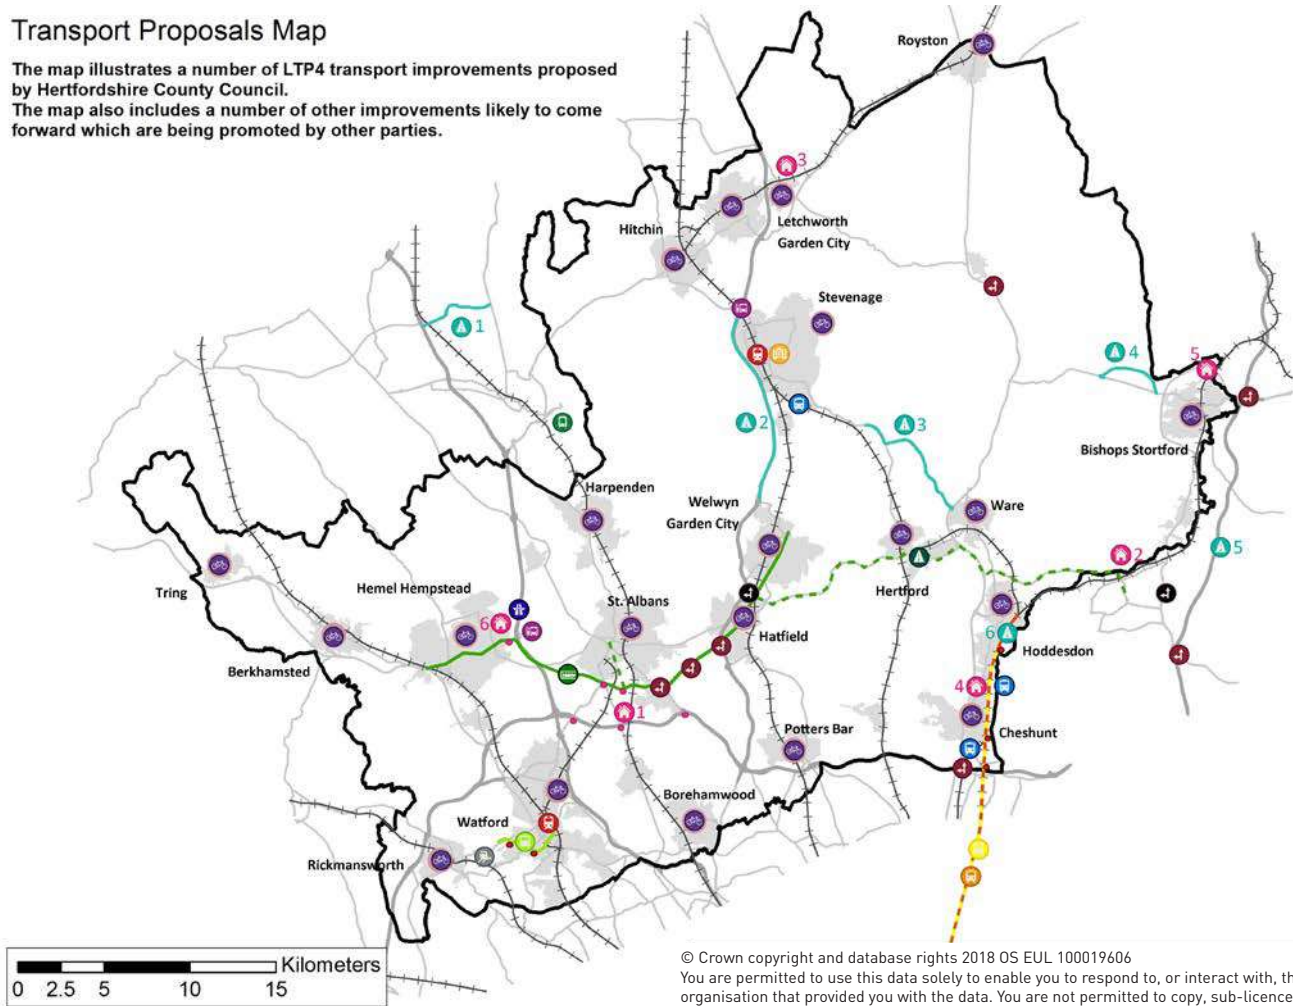 Transport Proposals Map
The map illustrates a number of LTP4 transport improvements proposed
by Hertfordshire County Council.
The map also includes a number of other improvements likely to come
forward which are being promoted by other parties.
Royston
3
Letchworth
Garden City
Hitchin
Stevenage
1
4
5
2
3
Bishops Stortford
Harpenden
Welwyn
Garden City
Ware
Tring
Hemel Hempstead
St. Albans
Hertford
2
5
6
Hatfield
6
Hoddesdon
Berkhamsted
4
1
Potters Bar
Cheshunt
Borehamwood
Watford
Rickmansworth
Kilometers
0 2.5 5 10 15
© Crown copyright and database rights 2018 OS EUL 100019606
You are permitted to use this data solely to enable you to respond to, or interact with, th
organisation that provided you with the data. You are not permitted to copy, sub-licence